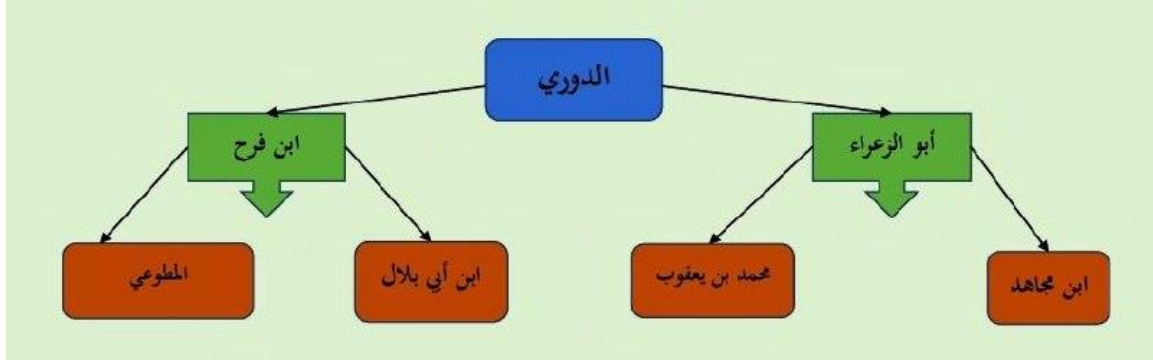 الدوري
أبو الزعراء
ابن فرح
ابن مجاهد
محمد بن يعقوب
ابن أبي بلال
المطوعي